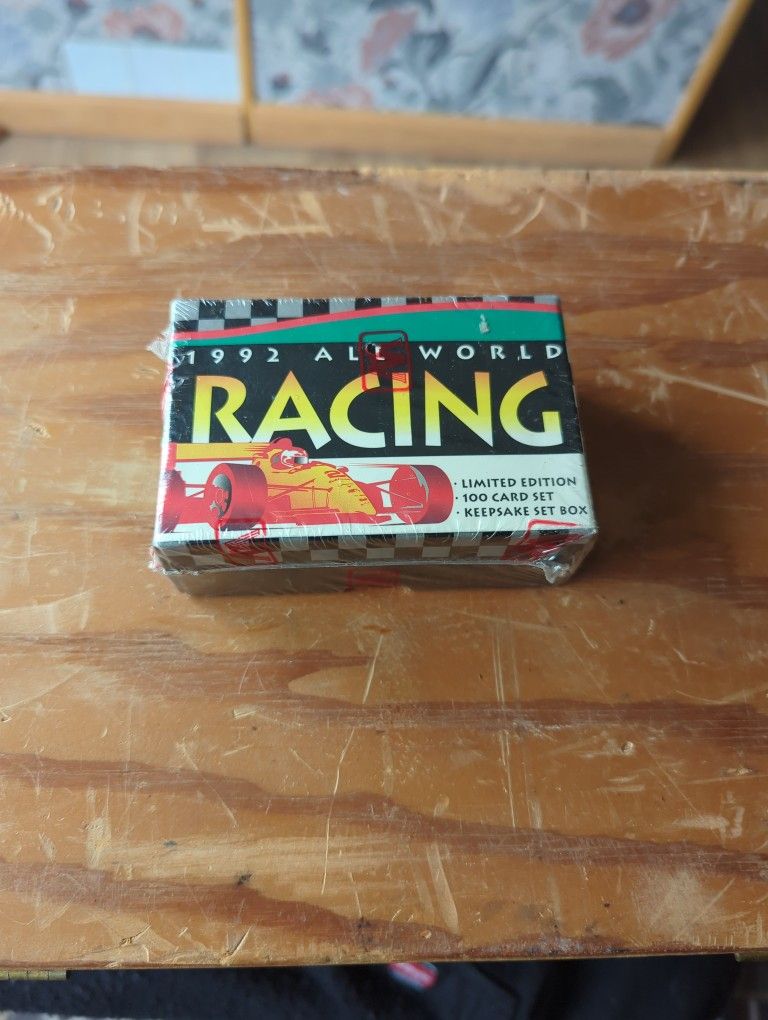 1992 ALL WORLD
RACING
· LIMITED EDITION
· 100 CARD SET
· KEEPSAKE SET BOX